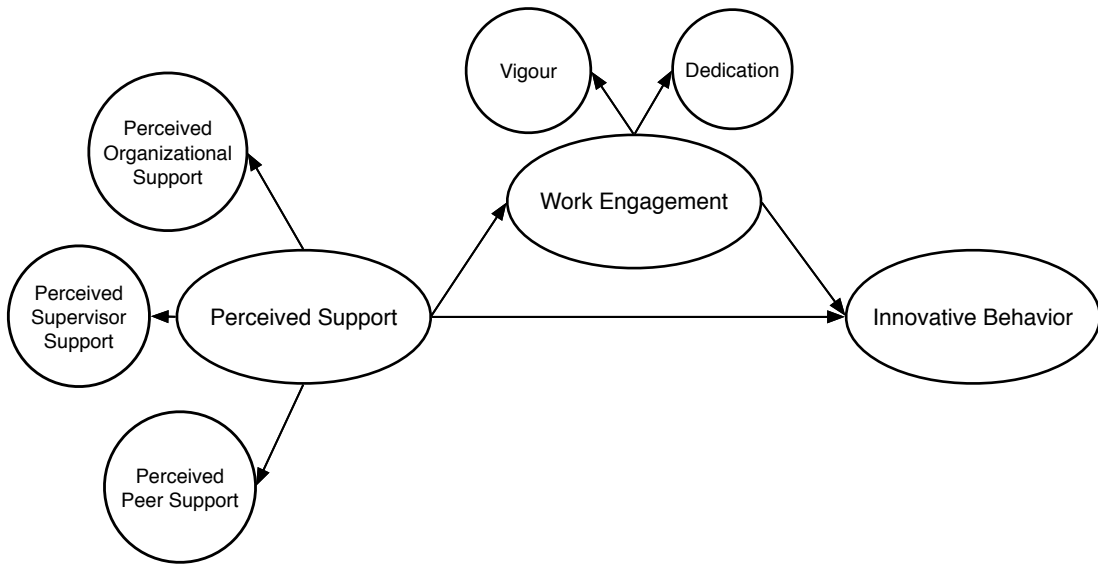 Vigour
Dedication
Perceived
Organizational
Support
Work Engagement
Perceived
Supervisor
Support
Perceived Support
Innovative Behavior
Perceived
Peer Support